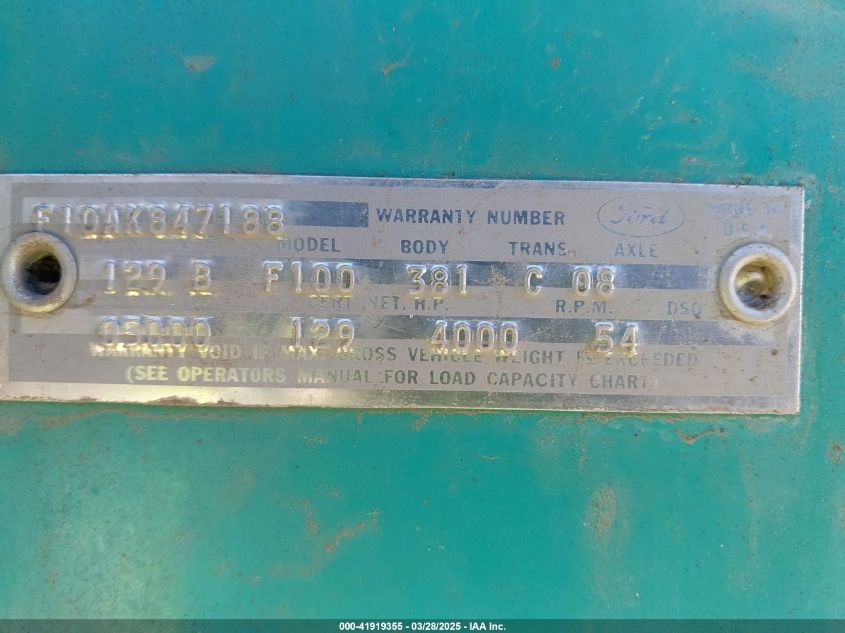 F10AK847188 WARRANTY NUMBER Ford MADE IN
U.S.A.
MODEL BODY TRANS. AXLE
129 B F100 381 C 08
CERT. NET. H.P. R.P.M. DSO
05000 129 4000 54
WARRANTY VOID IF MAX. GROSS VEHICLE WEIGHT IS EXCEEDED
(SEE OPERATORS MANUAL FOR LOAD CAPACITY CHART)
000-41919355 — 03/28/2025 — IAA Inc.